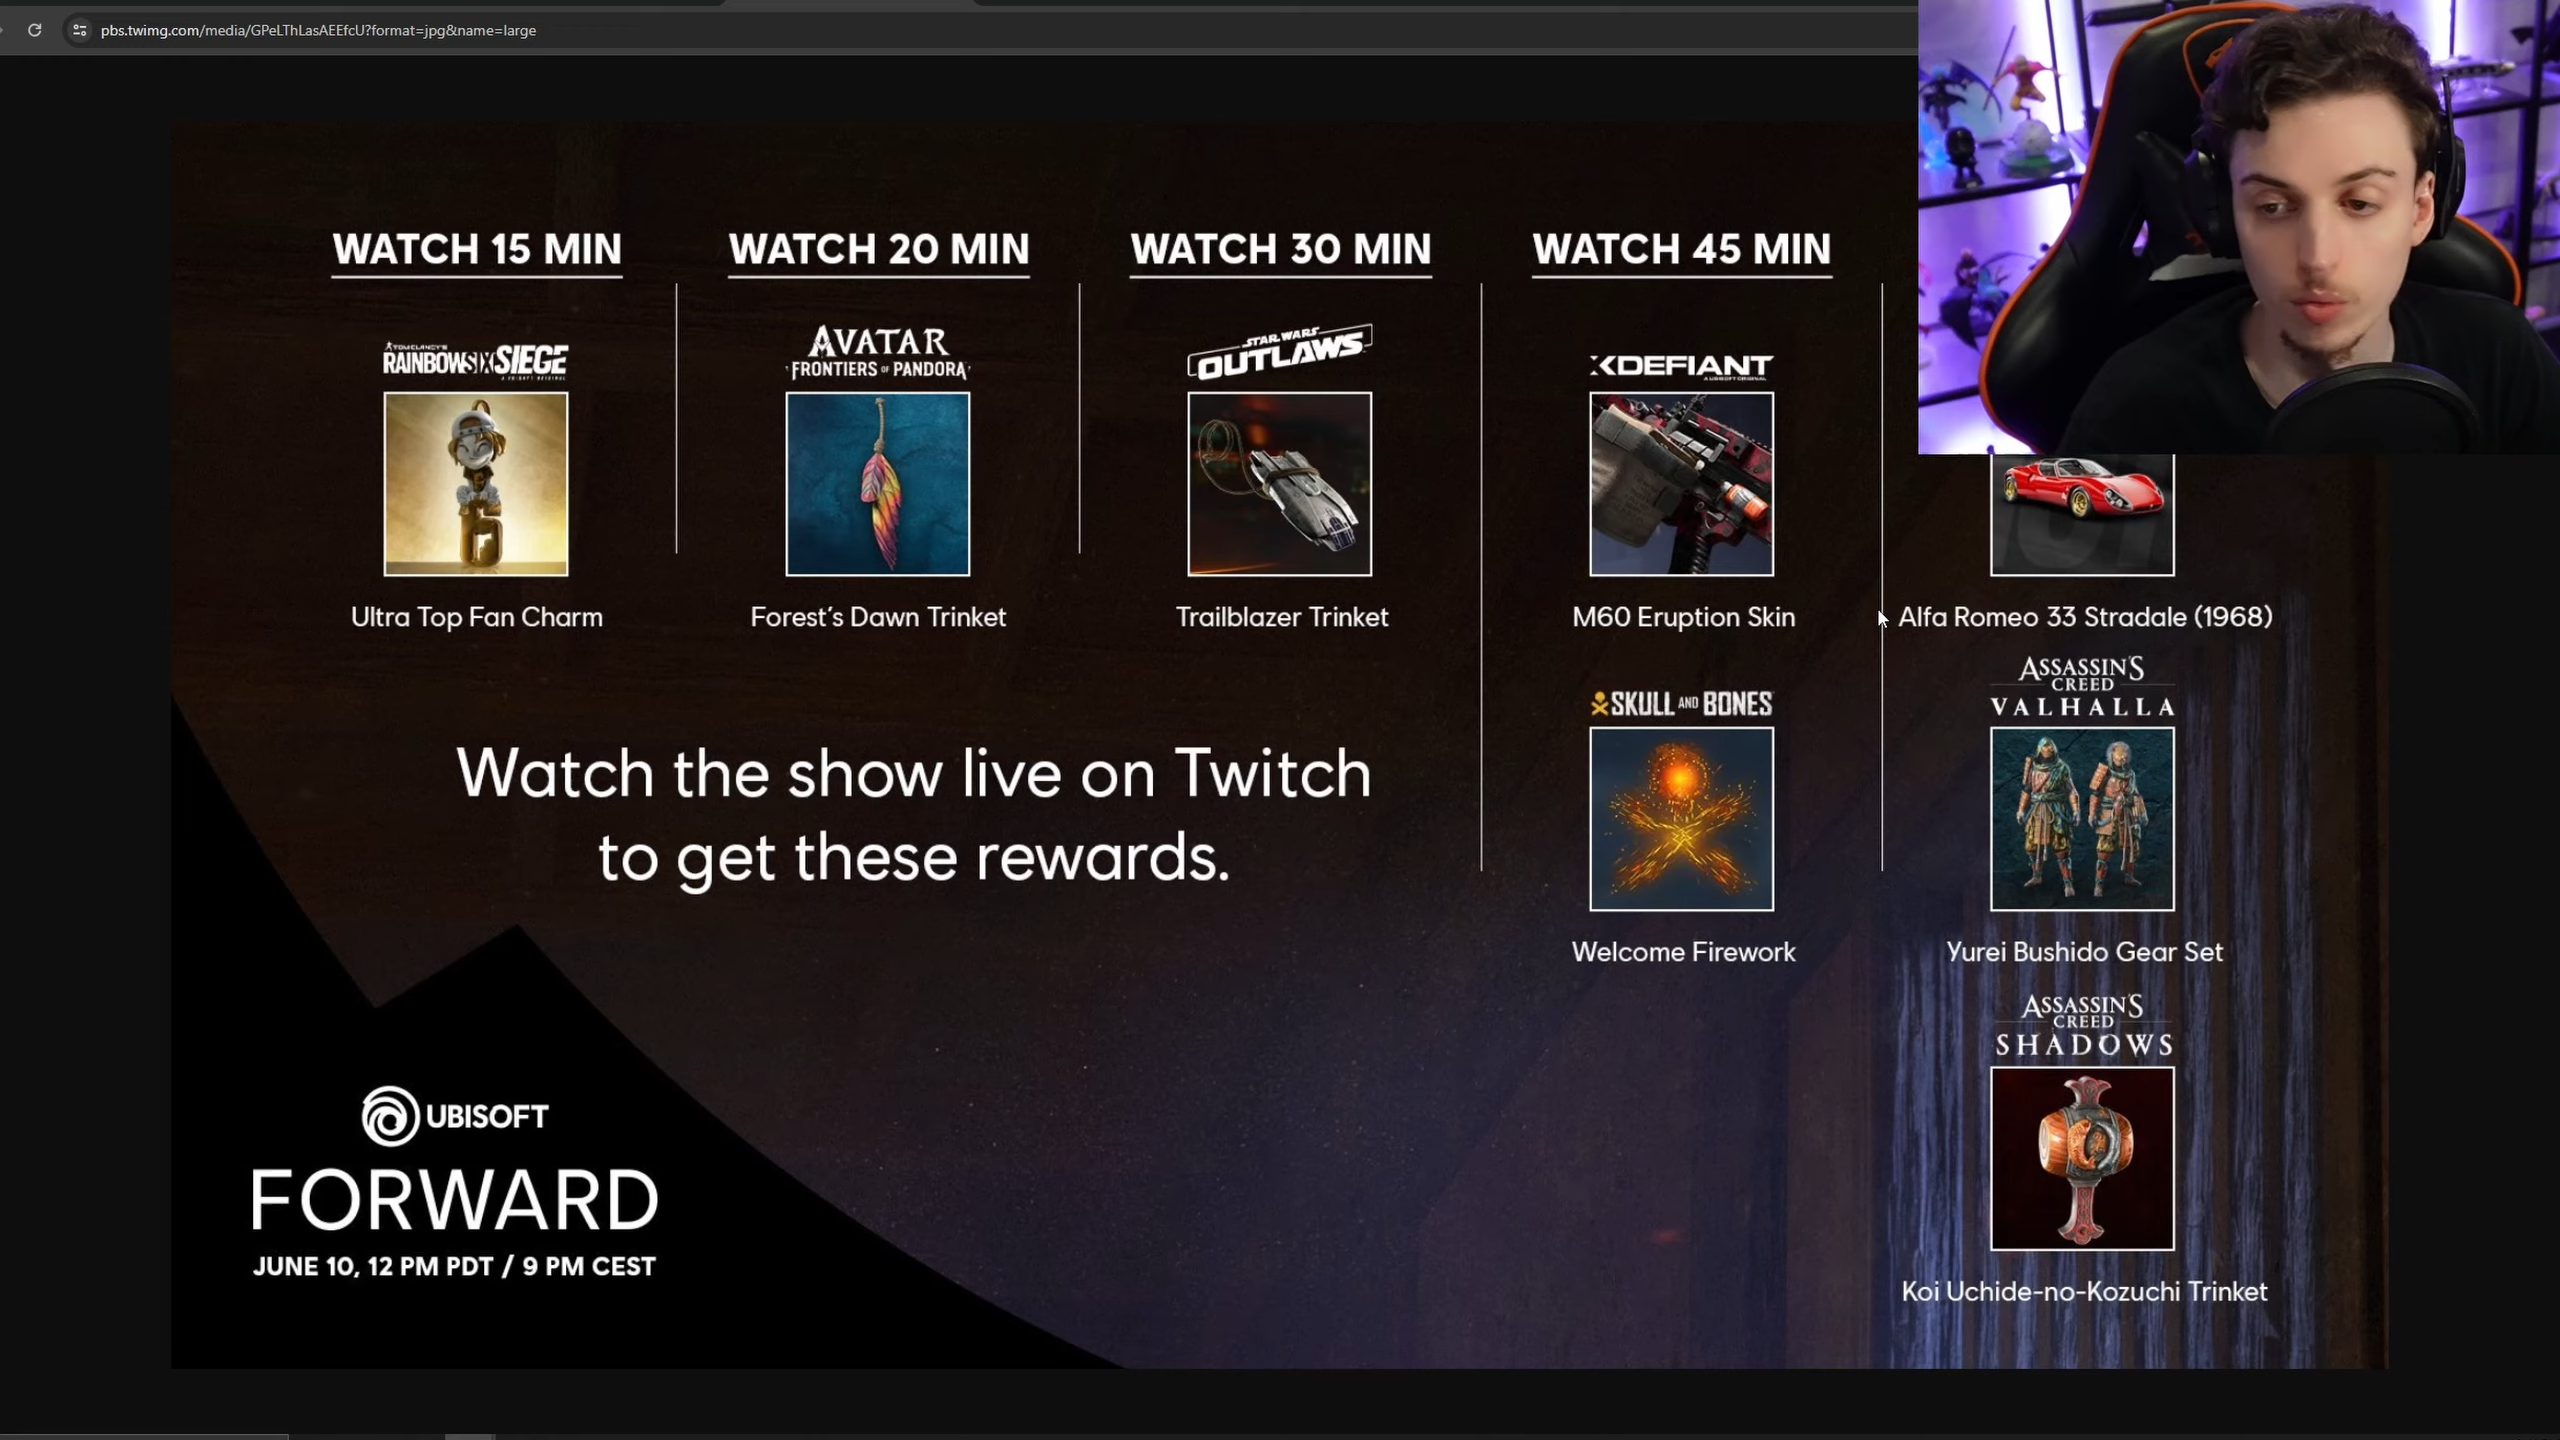 pbs.twimg.com/media/GPeLThLasAEEfcU?format=jpg&name=large
WATCH 15 MIN
TOM CLANCY'S
RAINBOW SIX SIEGE
Ultra Top Fan Charm
WATCH 20 MIN
AVATAR
FRONTIERS OF PANDORA
Forest's Dawn Trinket
WATCH 30 MIN
STAR WARS
OUTLAWS
Trailblazer Trinket
WATCH 45 MIN
XDEFIANT
A UBISOFT ORIGINAL
M60 Eruption Skin
SKULL AND BONES
Welcome Firework
Alfa Romeo 33 Stradale (1968)
ASSASSIN'S
CREED
VALHALLA
Yurei Bushido Gear Set
ASSASSIN'S
CREED
SHADOWS
Koi Uchide-no-Kozuchi Trinket
Watch the show live on Twitch
to get these rewards.
UBISOFT
FORWARD
JUNE 10, 12 PM PDT / 9 PM CEST